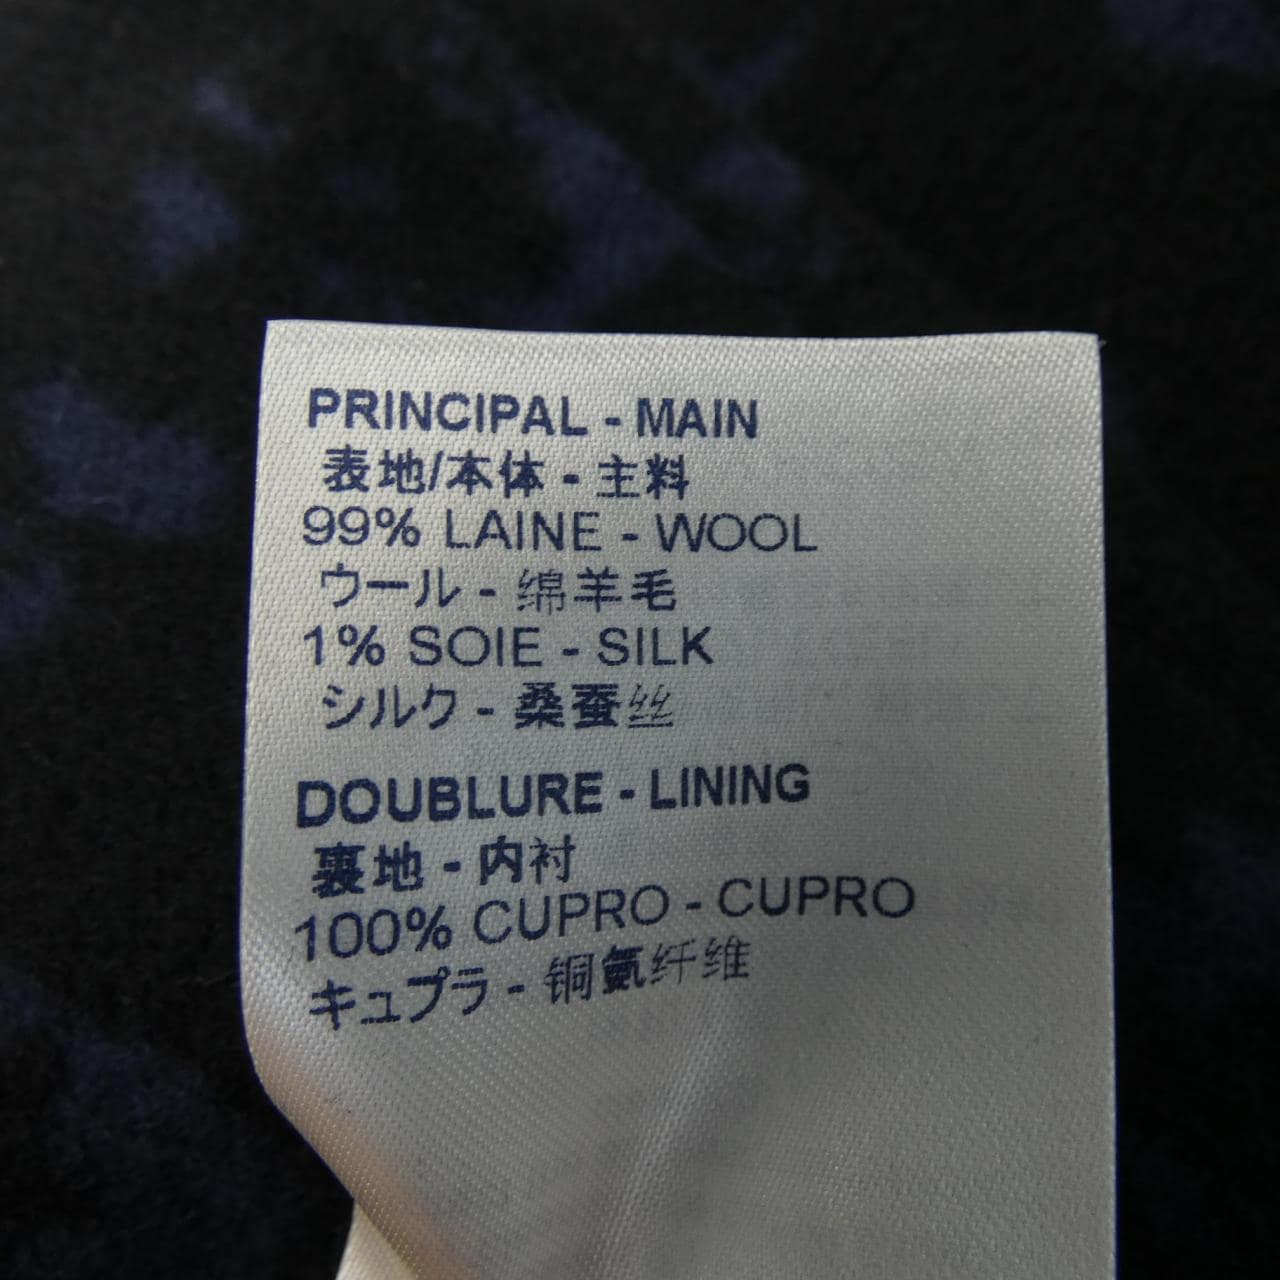 PRINCIPAL - MAIN
表地/本体 - 主料
99% LAINE - WOOL
ウール - 绵羊毛
1% SOIE - SILK
シルク - 桑蚕丝
DOUBLURE - LINING
裏地 - 内衬
100% CUPRO - CUPRO
キュプラ - 铜氨纤维